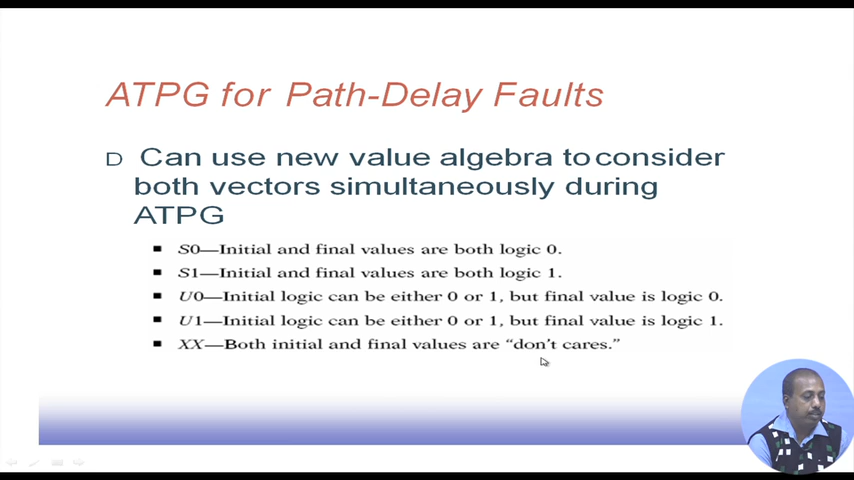 ATPG for Path-Delay Faults
D Can use new value algebra to consider
both vectors simultaneously during
ATPG
▪ S0—Initial and final values are both logic 0.
▪ S1—Initial and final values are both logic 1.
▪ U0—Initial logic can be either 0 or 1, but final value is logic 0.
▪ U1—Initial logic can be either 0 or 1, but final value is logic 1.
▪ XX—Both initial and final values are “don’t cares.”